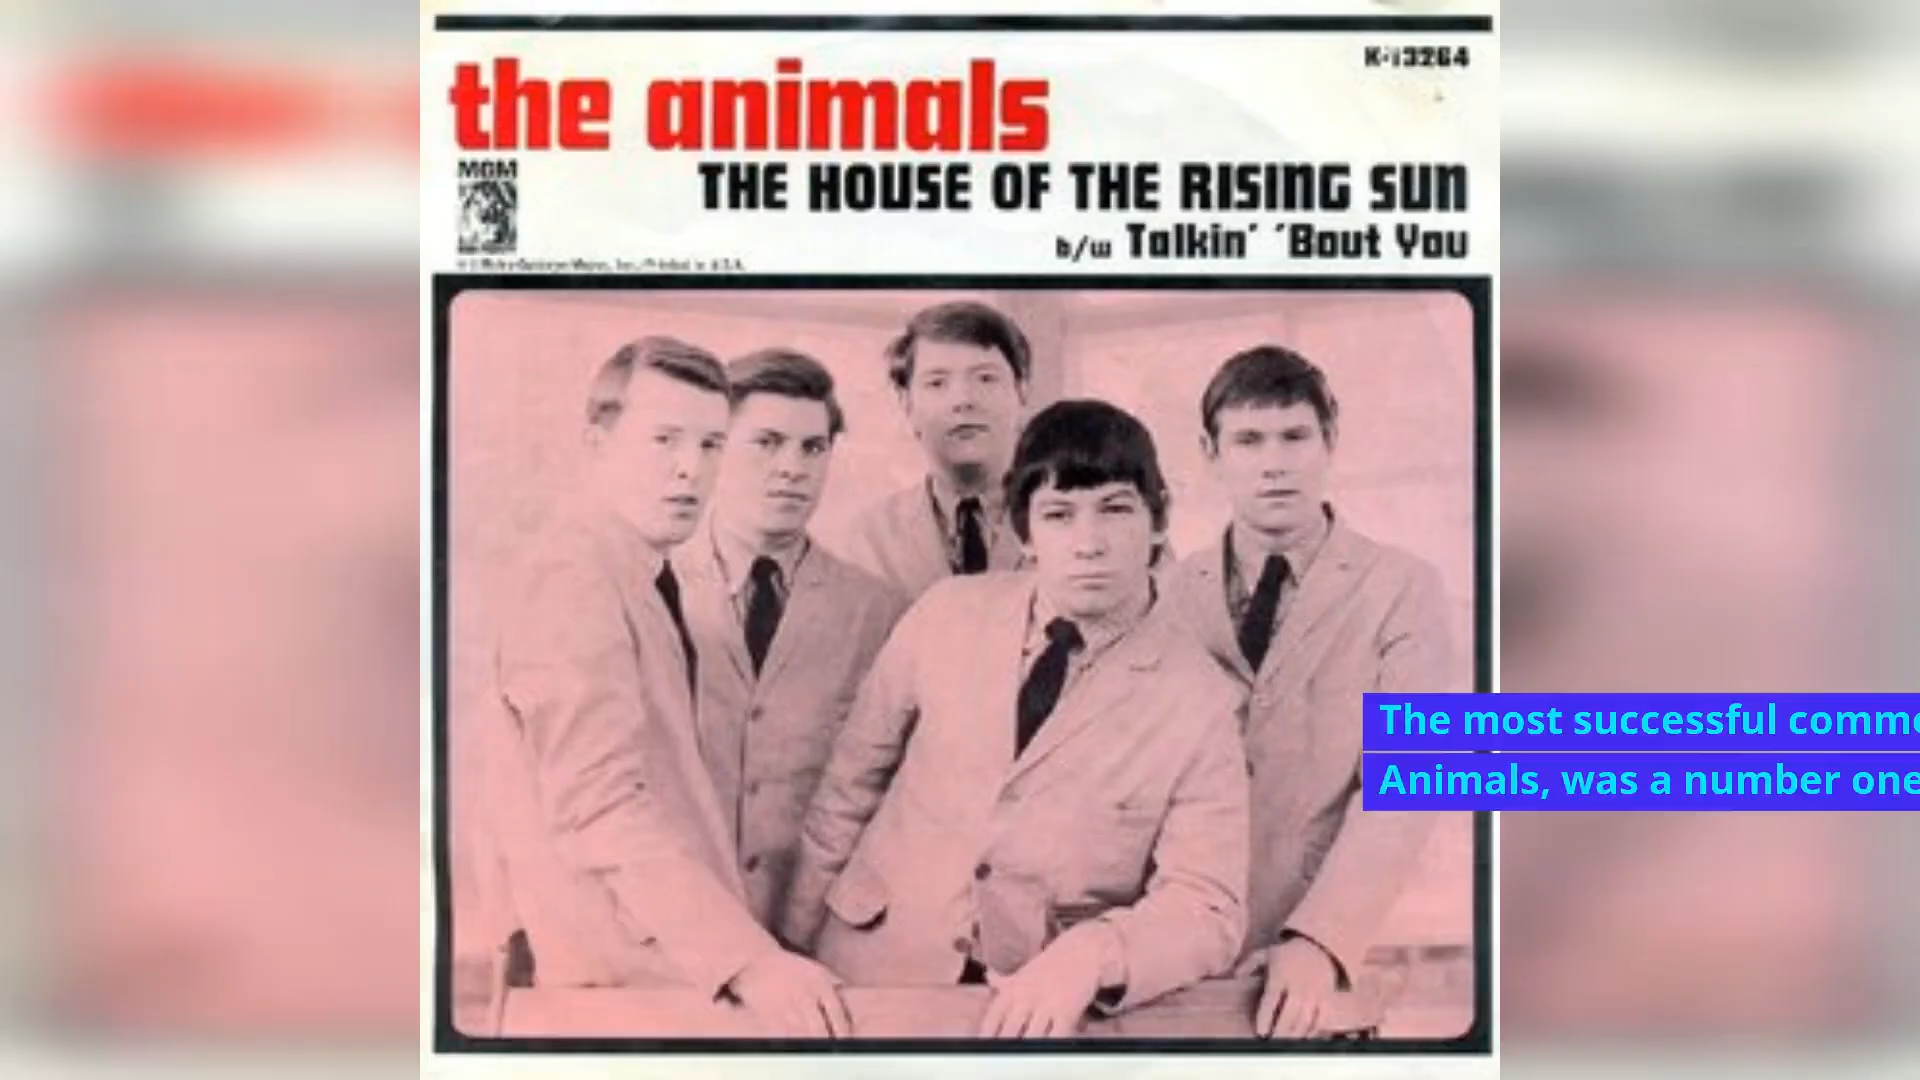 K-13264
the animals
MGM
THE HOUSE OF THE RISING SUN
b/w Talkin' 'Bout You
The most successful
Animals, was a number one